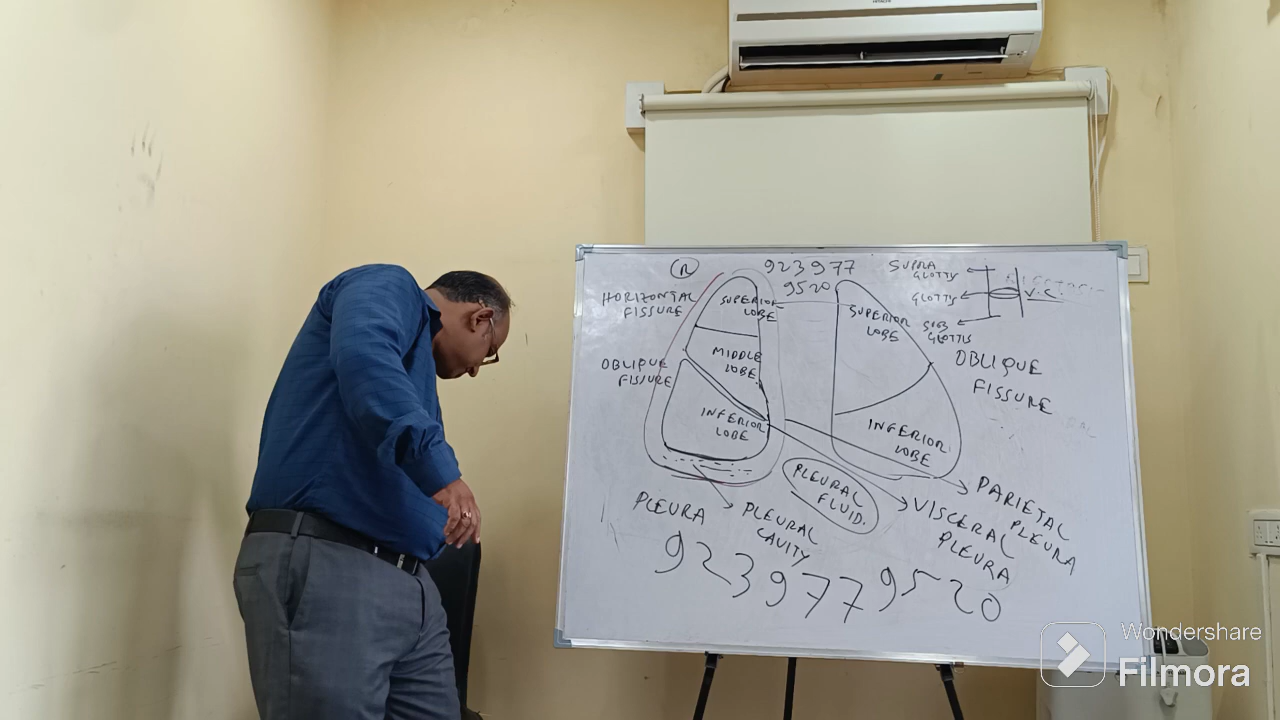 HITACHI
923977
9520
SUPRA
GLOTTIS
GLOTTIS
V.C.
SUB
GLOTTIS
R
HORIZONTAL
FISSURE
SUPERIOR
LOBE
SUPERIOR
LOBE
OBLIQUE
FISSURE
MIDDLE
LOBE
OBLIQUE
FISSURE
INFERIOR
LOBE
INFERIOR
LOBE
PLEURAL
FLUID.
PARIETAL
PLEURA
VISCERAL
PLEURA
PLEURA
PLEURAL
CAVITY
9239779520
Wondershare
Filmora